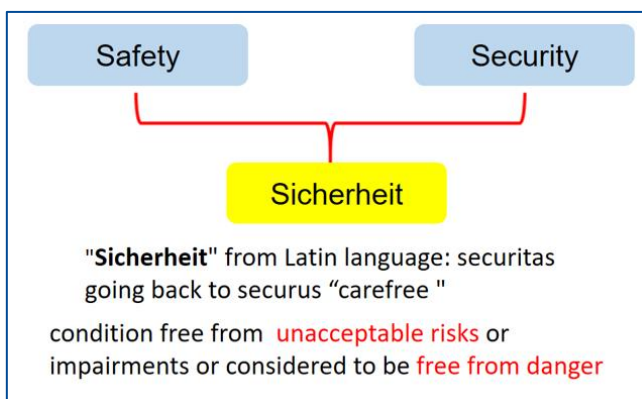 Safety
Security
Sicherheit
"Sicherheit" from Latin language: securitas
going back to securus “carefree "
condition free from unacceptable risks or
impairments or considered to be free from danger